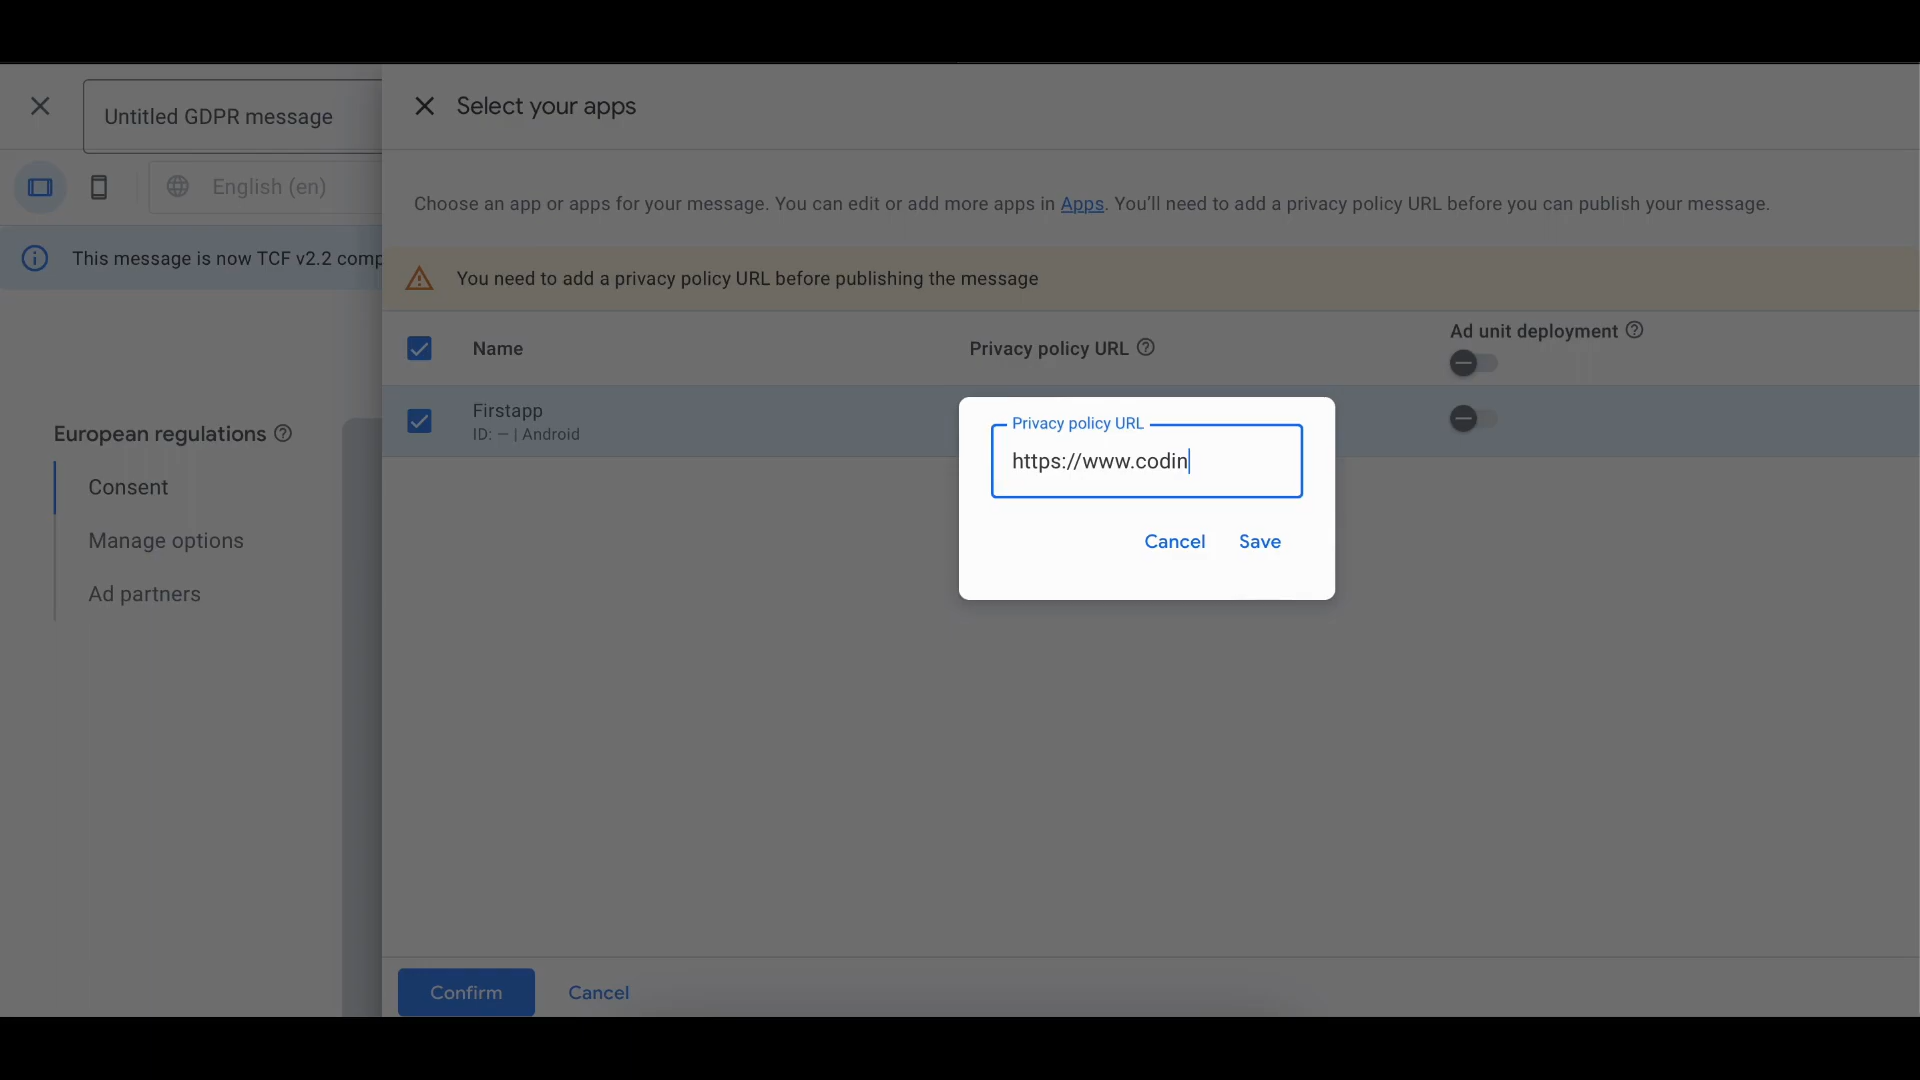 Untitled GDPR message
Select your apps
English (en)
Choose an app or apps for your message. You can edit or add more apps in Apps. You’ll need to add a privacy policy URL before you can publish your message.
This message is now TCF v2.2 comp
You need to add a privacy policy URL before publishing the message
Name
Privacy policy URL
Ad unit deployment
Firstapp
ID: — | Android
Privacy policy URL
https://www.codin
Cancel
Save
European regulations
Consent
Manage options
Ad partners
Confirm
Cancel